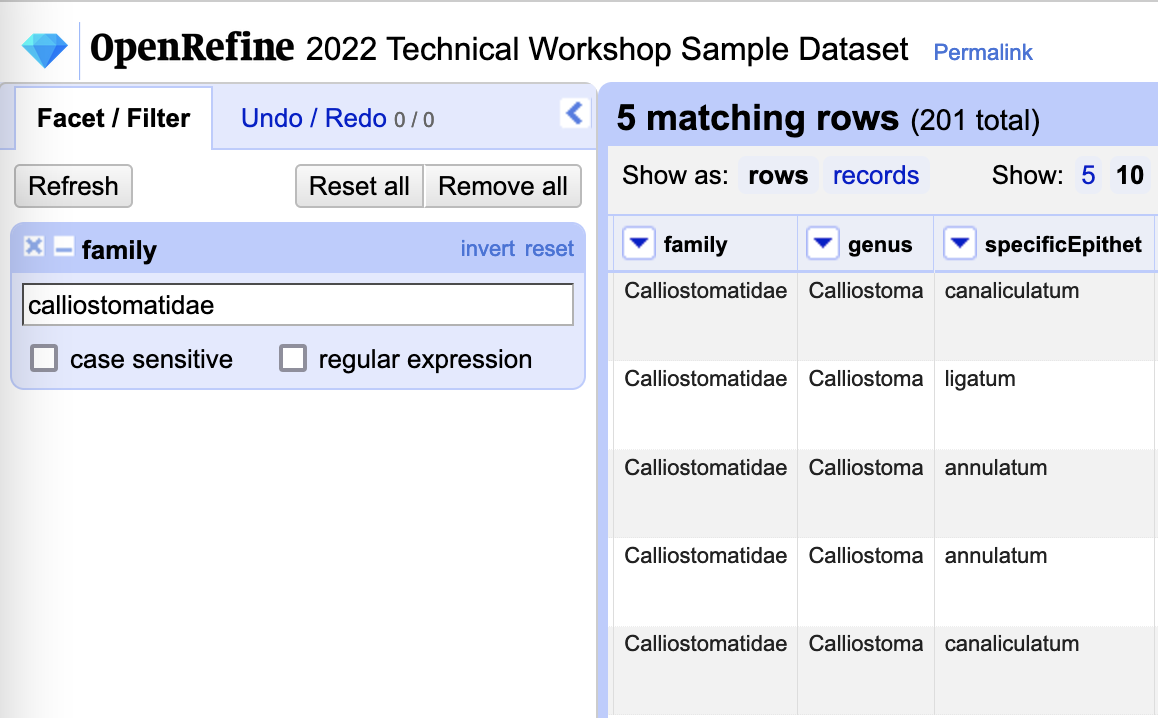 OpenRefine 2022 Technical Workshop Sample Dataset Permalink
Facet / Filter Undo / Redo 0 / 0
5 matching rows (201 total)
Refresh Reset all Remove all
Show as: rows records Show: 5 10
family invert reset
family genus specificEpithet
calliostomatidae
case sensitive regular expression
Calliostomatidae Calliostoma canaliculatum
Calliostomatidae Calliostoma ligatum
Calliostomatidae Calliostoma annulatum
Calliostomatidae Calliostoma annulatum
Calliostomatidae Calliostoma canaliculatum